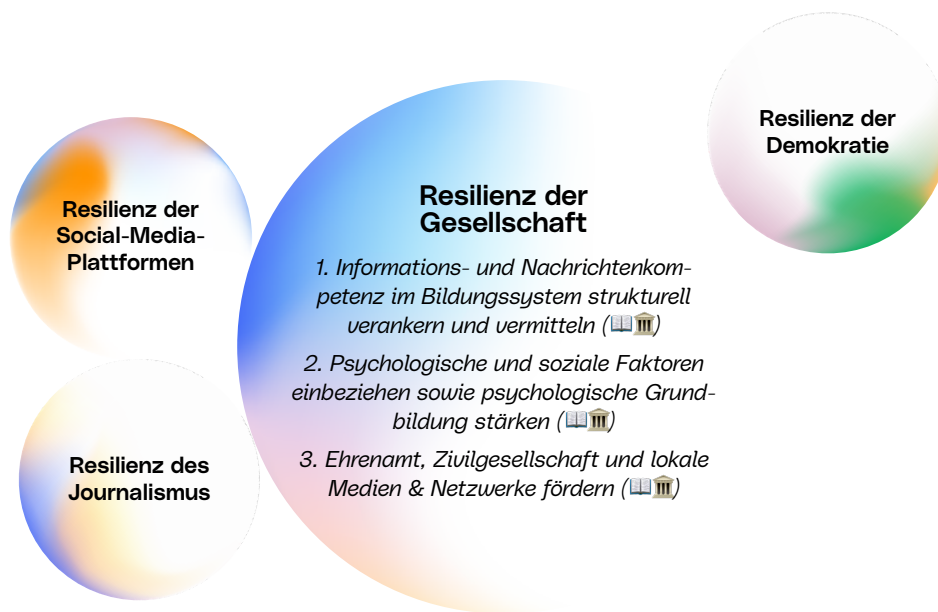 Resilienz der
Demokratie
Resilienz der
Social-Media-
Plattformen
Resilienz der
Gesellschaft
1. Informations- und Nachrichtenkom-
petenz im Bildungssystem strukturell
verankern und vermitteln (📖🏛️)
2. Psychologische und soziale Faktoren
einbeziehen sowie psychologische Grund-
bildung stärken (📖🏛️)
3. Ehrenamt, Zivilgesellschaft und lokale
Medien & Netzwerke fördern (📖🏛️)
Resilienz des
Journalismus